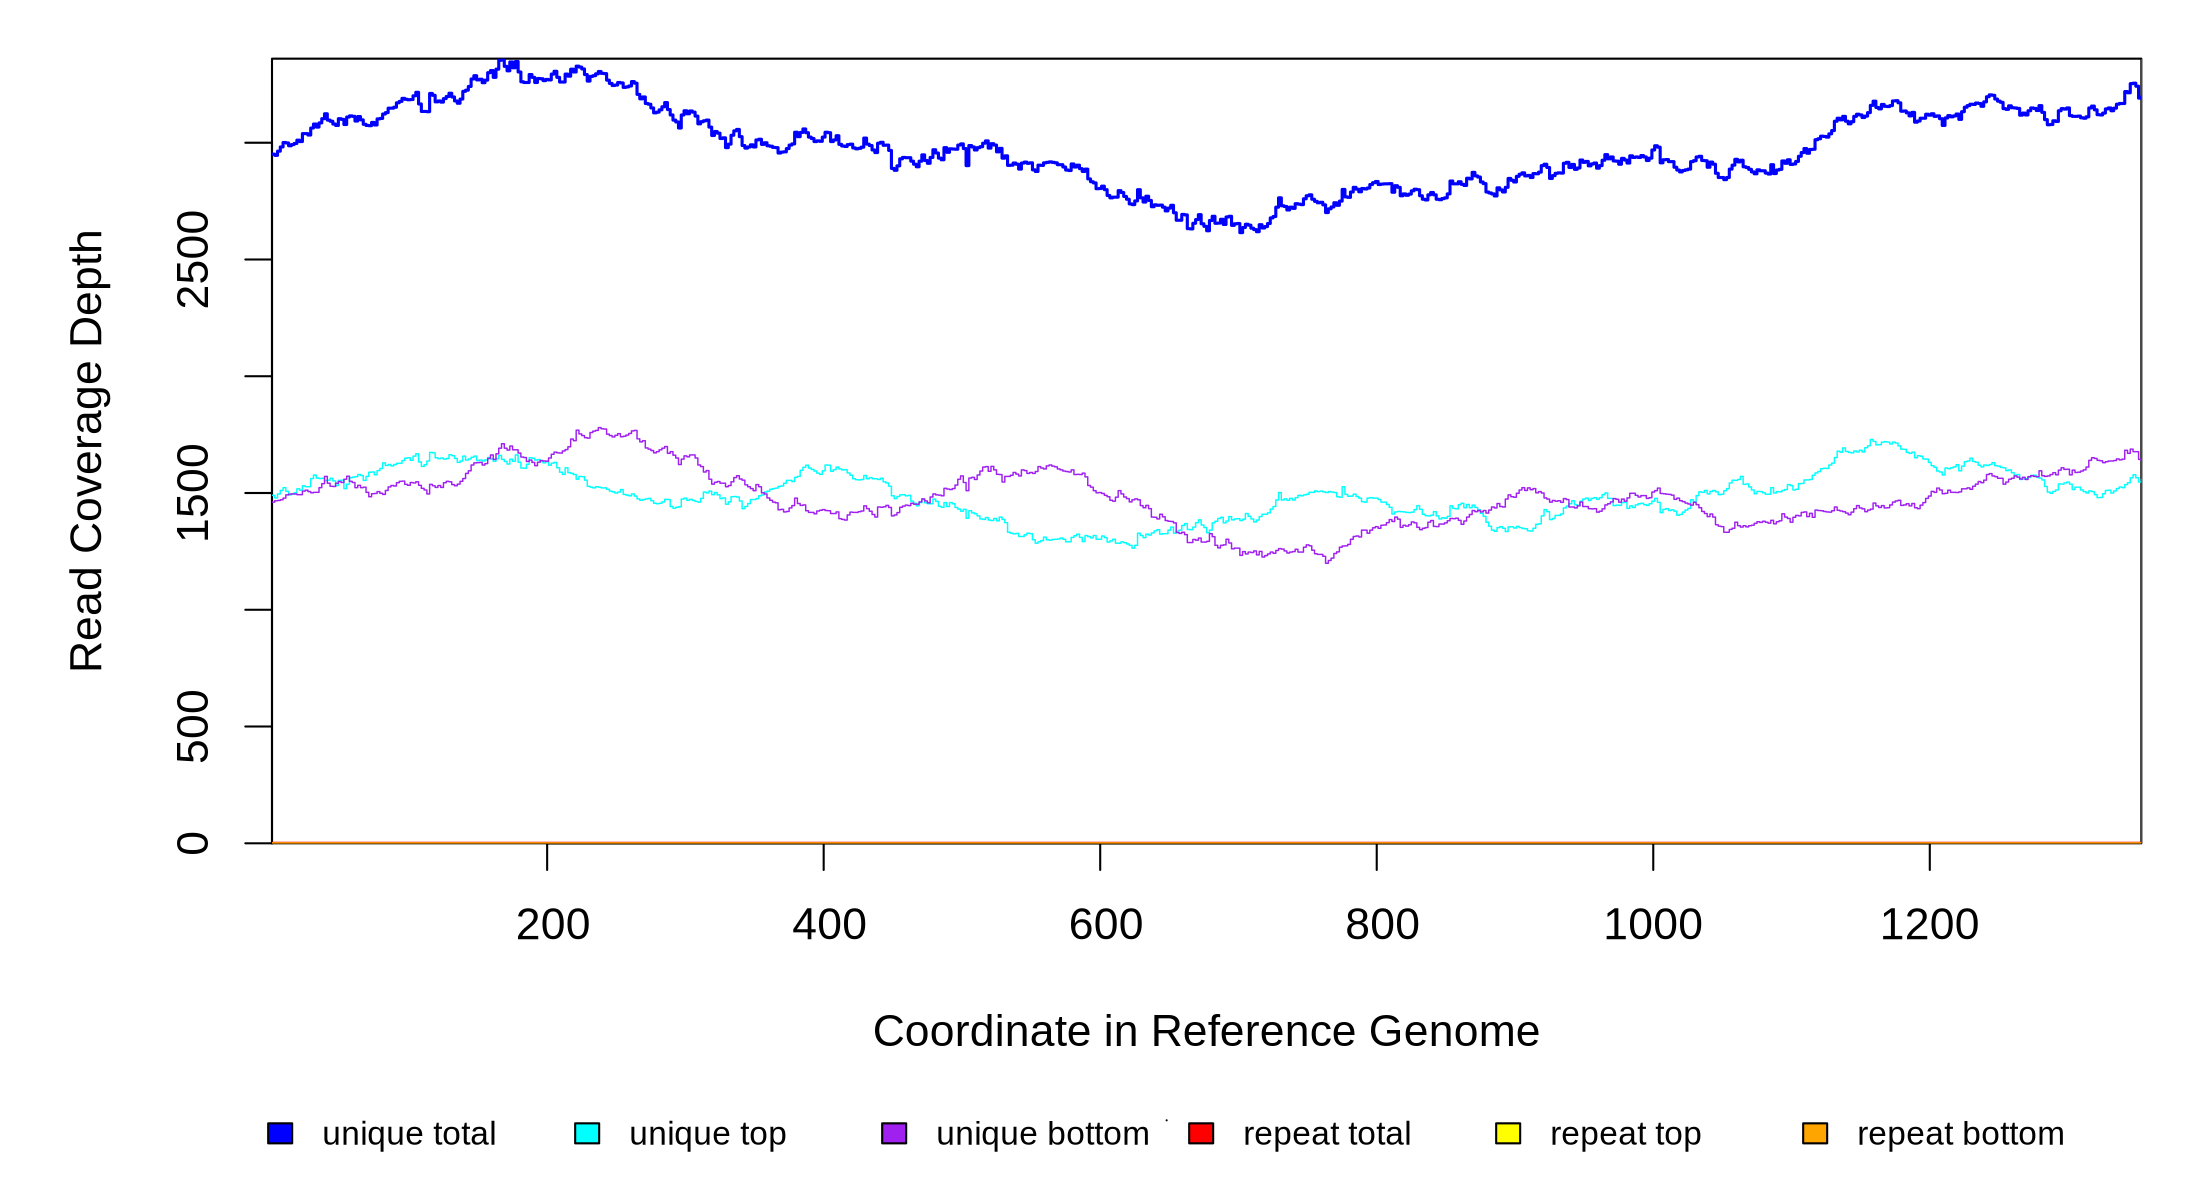 Read Coverage Depth
2500
1500
500
0
200 400 600 800 1000 1200
Coordinate in Reference Genome
unique total unique top unique bottom repeat total repeat top repeat bottom